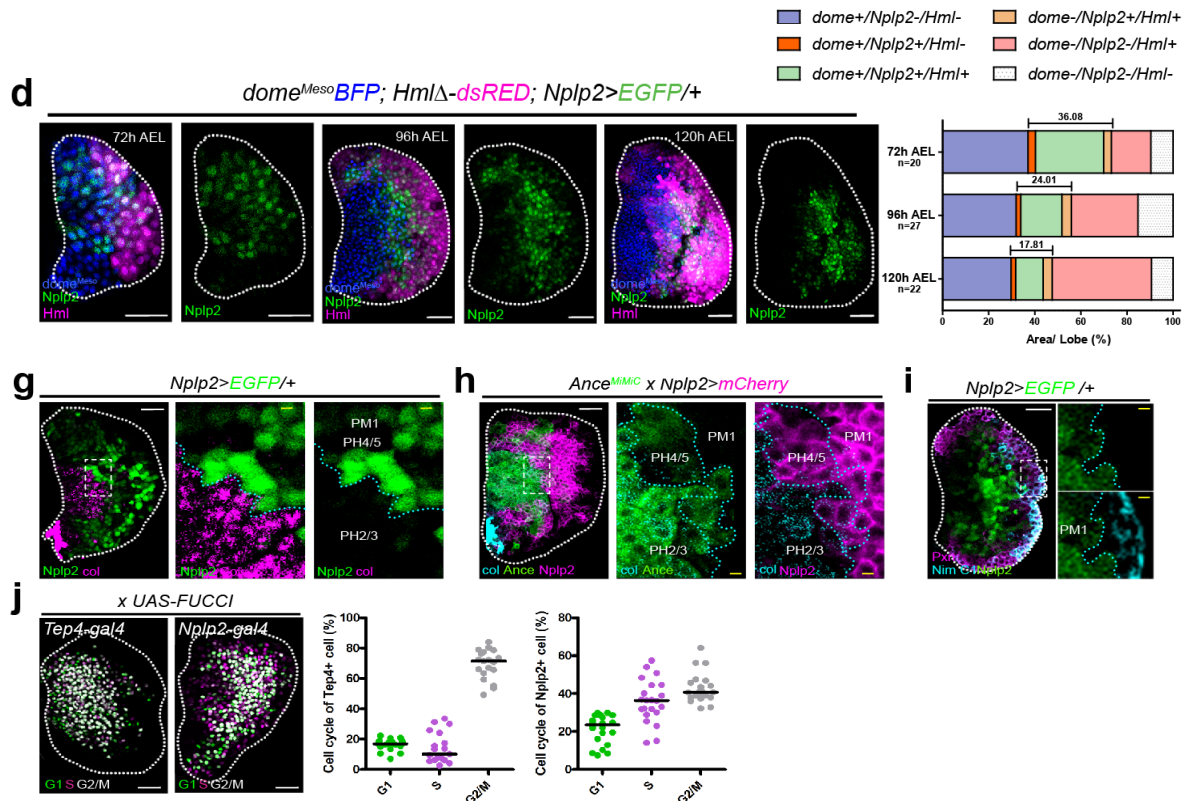 dome+/Nplp2-/Hml-
dome-/Nplp2+/Hml+
dome+/Nplp2+/Hml-
dome-/Nplp2-/Hml+
dome+/Nplp2+/Hml+
dome-/Nplp2-/Hml-
d
domeMesoBFP; HmlΔ-dsRED; Nplp2>EGFP/+
72h AEL
domeMeso
Nplp2
Hml
Nplp2
96h AEL
domeMeso
Nplp2
Hml
Nplp2
120h AEL
domeMeso
Nplp2
Hml
Nplp2
36.08
72h AEL
n=20
24.01
96h AEL
n=27
17.81
120h AEL
n=22
0 20 40 60 80 100
Area/ Lobe (%)
g
Nplp2>EGFP/+
Nplp2 col
Nplp2 col
PM1
PH4/5
PH2/3
Nplp2 col
h
AnceMiMIC x Nplp2>mCherry
col Ance Nplp2
PM1
PH4/5
PH2/3
col Ance
PM1
PH4/5
PH2/3
col Nplp2
i
Nplp2>EGFP /+
Pxn
Nim C1 Nplp2
PM1
j
x UAS-FUCCI
Tep4-gal4
G1 S G2/M
Nplp2-gal4
G1 S G2/M
Cell cycle of Tep4+ cell (%)
100
80
60
40
20
0
G1 S G2/M
Cell cycle of Nplp2+ cell (%)
80
60
40
20
0
G1 S G2/M